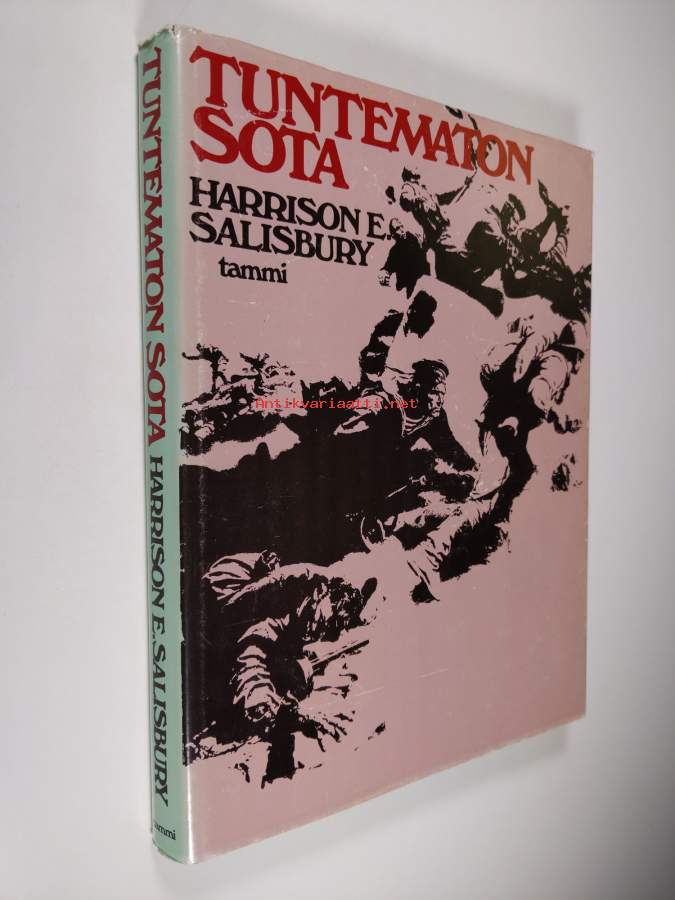 TUNTEMATON
SOTA
HARRISON E.
SALISBURY
tammi
TUNTEMATON SOTA HARRISON E. SALISBURY
tammi
Antikvariaatti.net